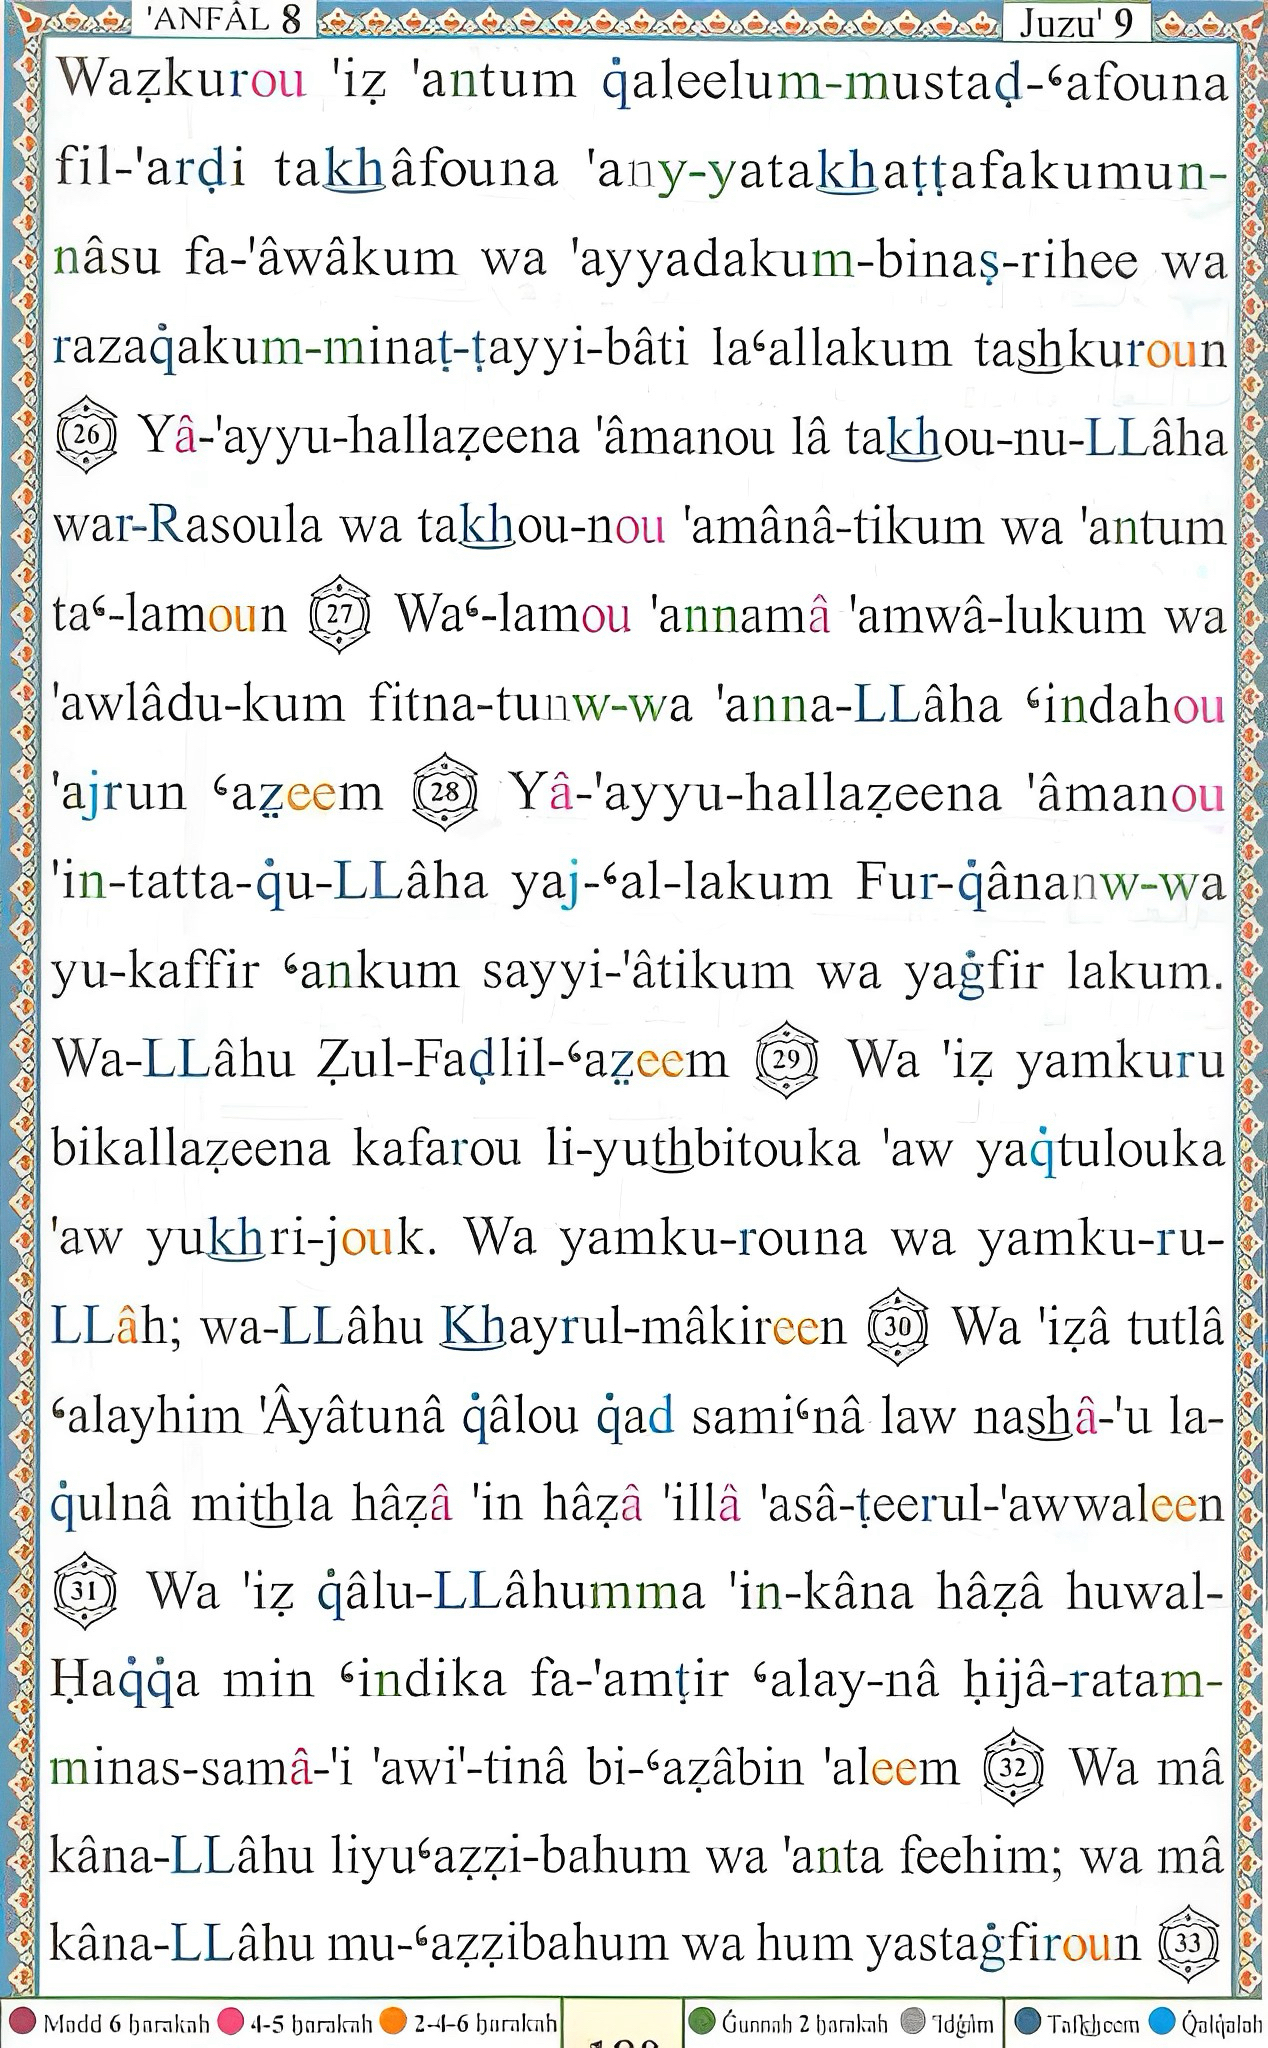 'ANFÂL 8
Juzu' 9
Waẓkurou 'iẓ 'antum q̇aleelum-mustaḍ-ʿafouna
fil-'arḍi takhâfouna 'any-yatakhaṭṭafakumun-
nâsu fa-'âwâkum wa 'ayyadakum-binaṣ-rihee wa
razaq̇akum-minaṭ-ṭayyi-bâti laʿallakum tashkuroun
26 Yâ-'ayyu-hallaẓeena 'âmanou lâ takhou-nu-LLâha
war-Rasoula wa takhou-nou 'amânâ-tikum wa 'antum
taʿ-lamoun 27 Waʿ-lamou 'annamâ 'amwâ-lukum wa
'awlâdu-kum fitna-tunw-wa 'anna-LLâha ʿindahou
'ajrun ʿaẓ̤eem 28 Yâ-'ayyu-hallaẓeena 'âmanou
'in-tatta-q̇u-LLâha yaj-ʿal-lakum Fur-q̇ânanw-wa
yu-kaffir ʿankum sayyi-'âtikum wa yaġfir lakum.
Wa-LLâhu Ẓul-Faḍlil-ʿaẓ̤eem 29 Wa 'iẓ yamkuru
bikallaẓeena kafarou li-yuthbitouka 'aw yaq̇tulouka
'aw yukhri-jouk. Wa yamku-rouna wa yamku-ru-
LLâh; wa-LLâhu Khayrul-mâkireen 30 Wa 'iẓâ tutlâ
ʿalayhim 'Âyâtunâ q̇âlou q̇ad samiʿnâ law nashâ-'u la-
q̇ulnâ mithla hâẓâ 'in hâẓâ 'illâ 'asâ-ṭeerul-'awwaleen
31 Wa 'iẓ q̇âlu-LLâhumma 'in-kâna hâẓâ huwal-
Ḥaq̇q̇a min ʿindika fa-'amṭir ʿalay-nâ ḥijâ-ratam-
minas-samâ-'i 'awi'-tinâ bi-ʿaẓâbin 'aleem 32 Wa mâ
kâna-LLâhu liyuʿaẓẓi-bahum wa 'anta feehim; wa mâ
kâna-LLâhu mu-ʿaẓẓibahum wa hum yastaġfiroun 33
Madd 6 ḥarakah 4-5 ḥarakah 2-4-6 ḥarakah Ġunnah 2 ḥarakah 'Idġâm Tafkheem Q̇alq̇alah